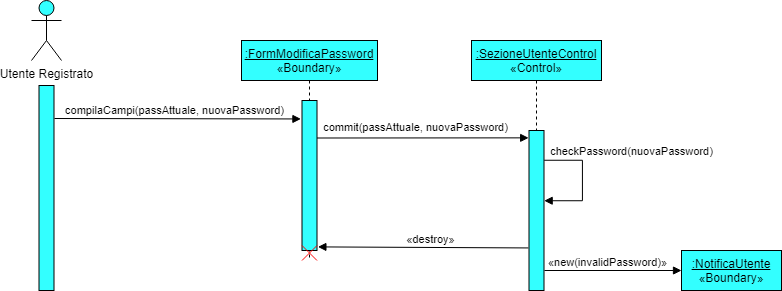 :FormModificaPassword
«Boundary»
:SezioneUtenteControl
«Control»
Utente Registrato
compilaCampi(passAttuale, nuovaPassword)
commit(passAttuale, nuovaPassword)
checkPassword(nuovaPassword)
«destroy»
«new(invalidPassword)»
:NotificaUtente
«Boundary»